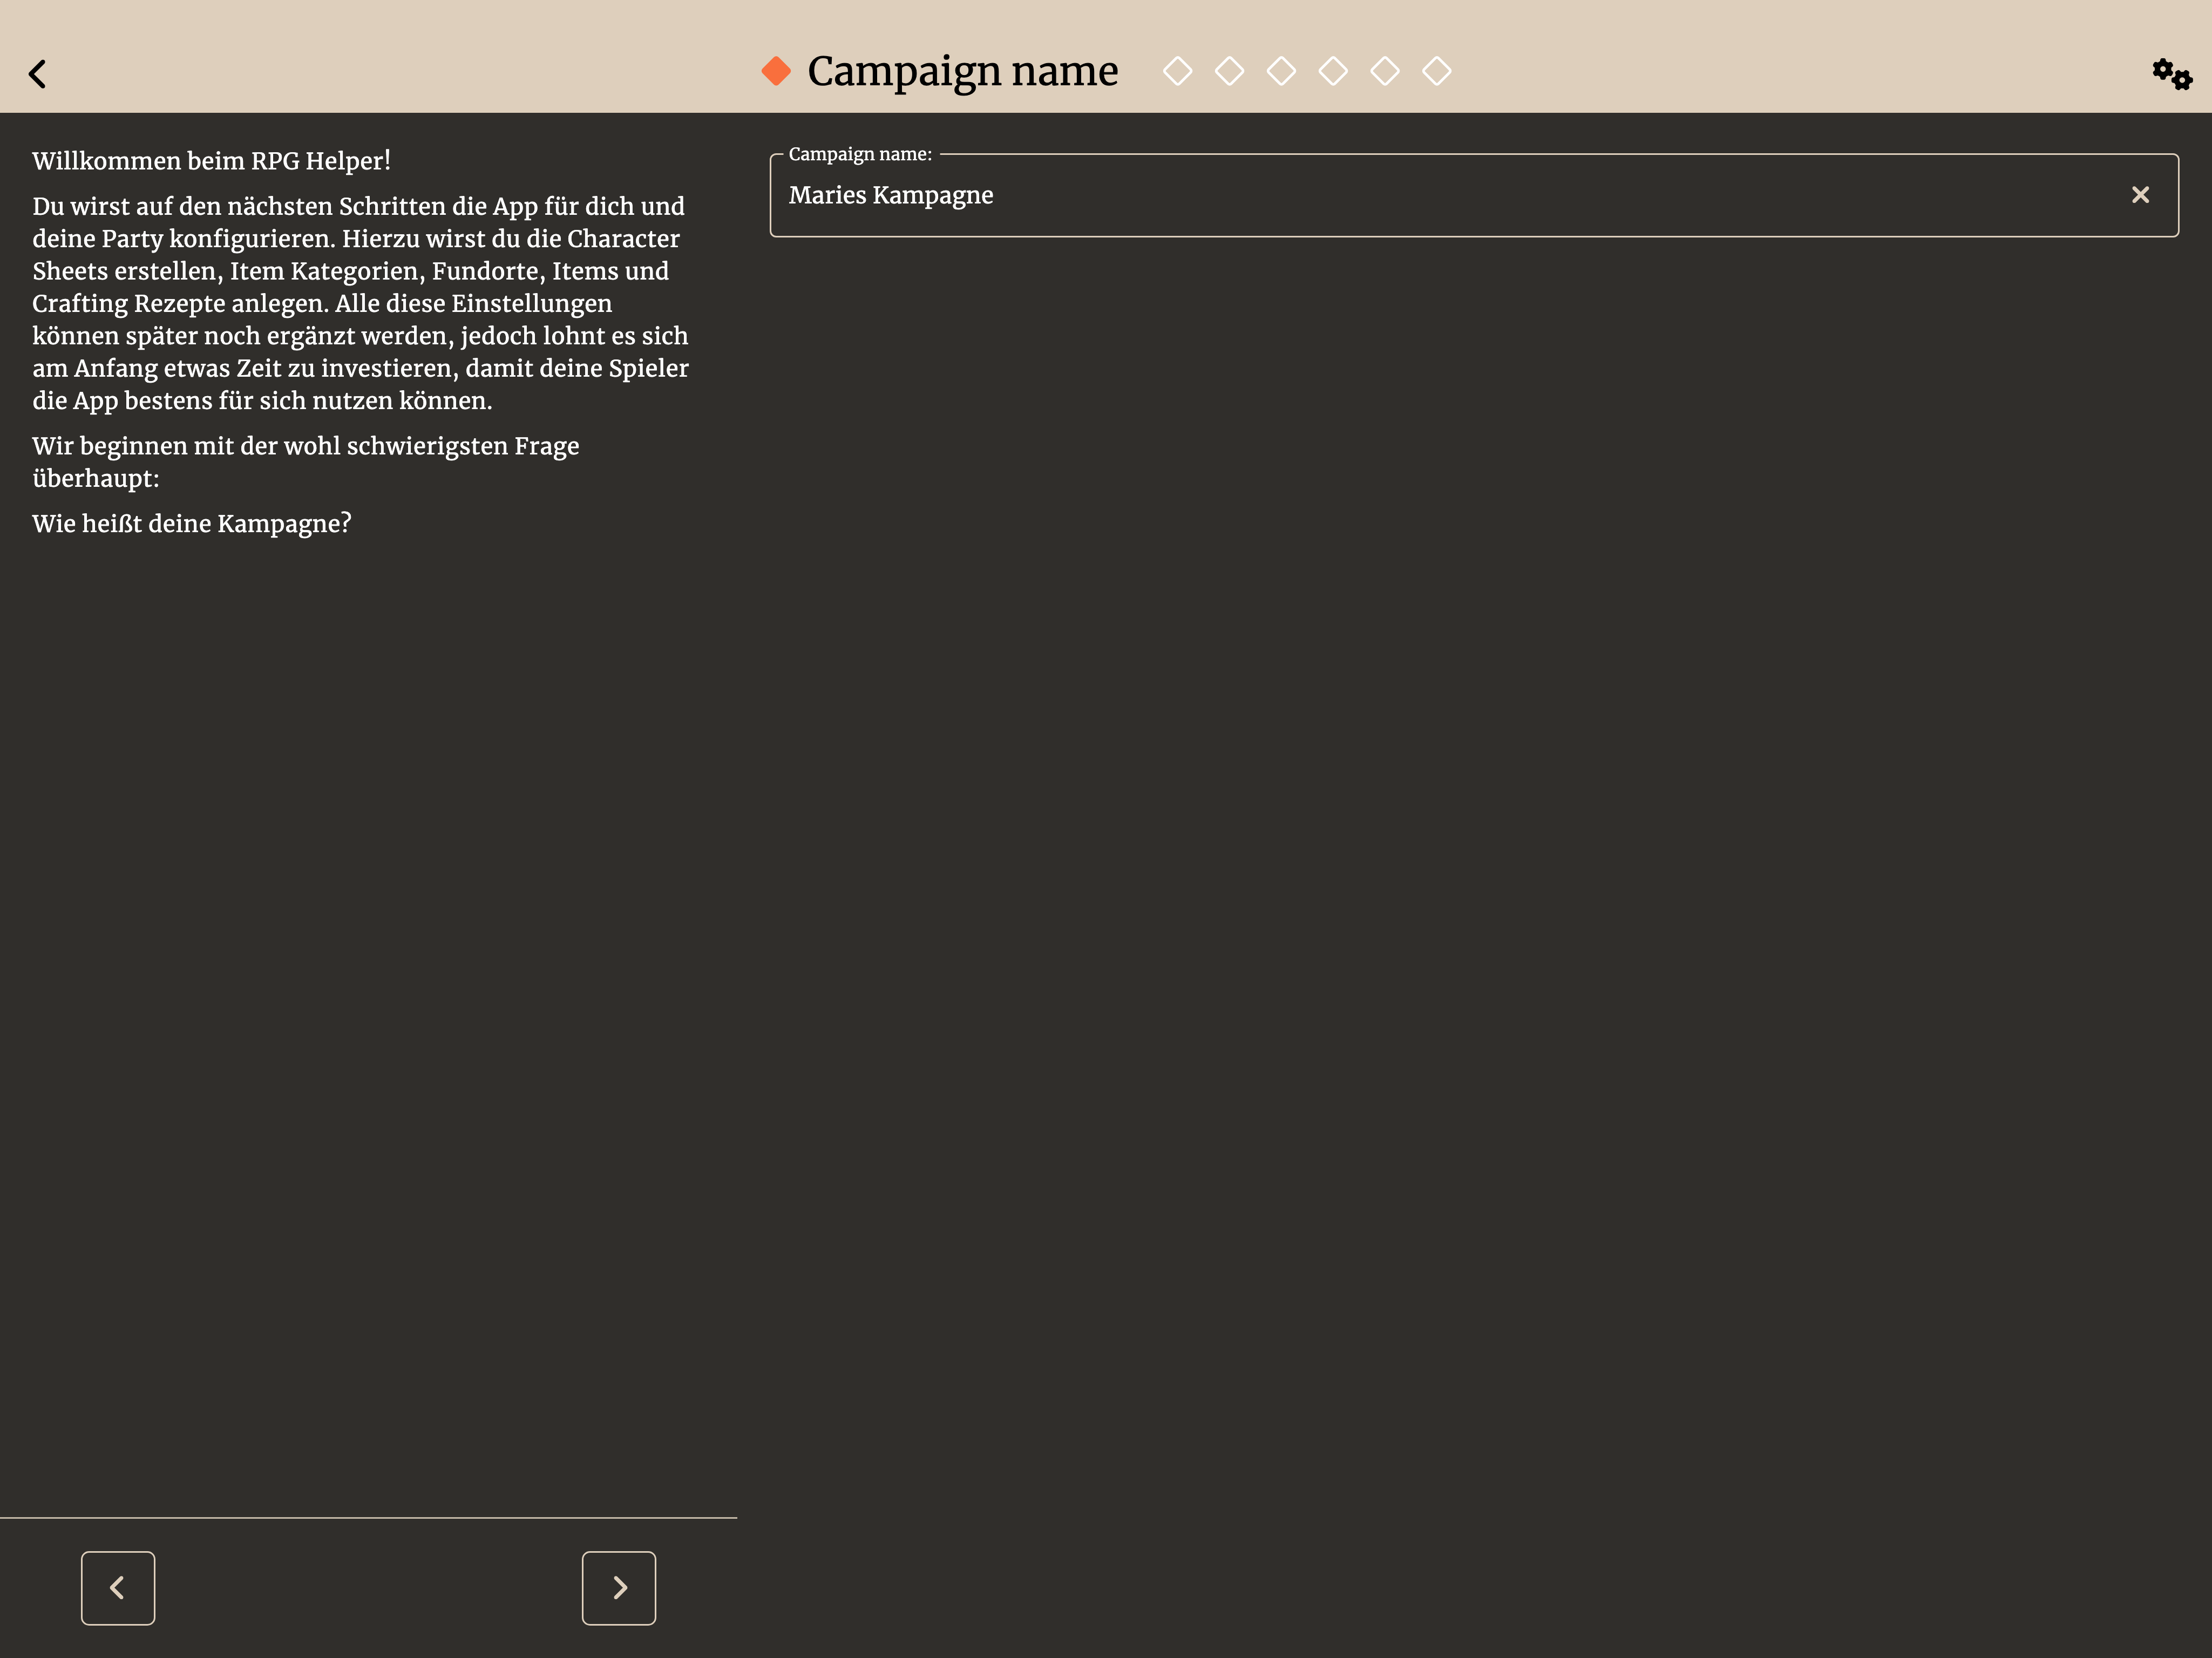 Campaign name
Willkommen beim RPG Helper!
Du wirst auf den nächsten Schritten die App für dich und
deine Party konfigurieren. Hierzu wirst du die Character
Sheets erstellen, Item Kategorien, Fundorte, Items und
Crafting Rezepte anlegen. Alle diese Einstellungen
können später noch ergänzt werden, jedoch lohnt es sich
am Anfang etwas Zeit zu investieren, damit deine Spieler
die App bestens für sich nutzen können.
Wir beginnen mit der wohl schwierigsten Frage
überhaupt:
Wie heißt deine Kampagne?
Campaign name:
Maries Kampagne